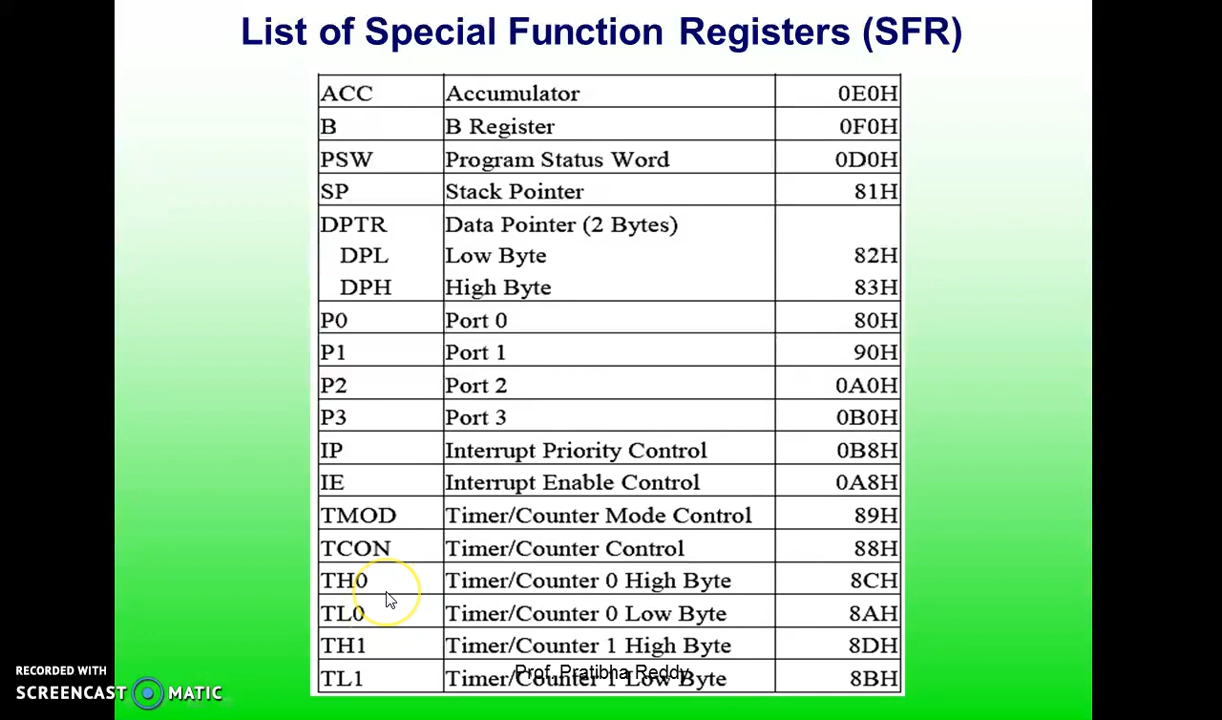 List of Special Function Registers (SFR)
ACC Accumulator 0E0H
B B Register 0F0H
PSW Program Status Word 0D0H
SP Stack Pointer 81H
DPTR Data Pointer (2 Bytes)
DPL Low Byte 82H
DPH High Byte 83H
P0 Port 0 80H
P1 Port 1 90H
P2 Port 2 0A0H
P3 Port 3 0B0H
IP Interrupt Priority Control 0B8H
IE Interrupt Enable Control 0A8H
TMOD Timer/Counter Mode Control 89H
TCON Timer/Counter Control 88H
TH0 Timer/Counter 0 High Byte 8CH
TL0 Timer/Counter 0 Low Byte 8AH
TH1 Timer/Counter 1 High Byte 8DH
TL1 Timer/Counter 1 Low Byte 8BH
Prof. Pratibha Reddy
RECORDED WITH
SCREENCAST MATIC